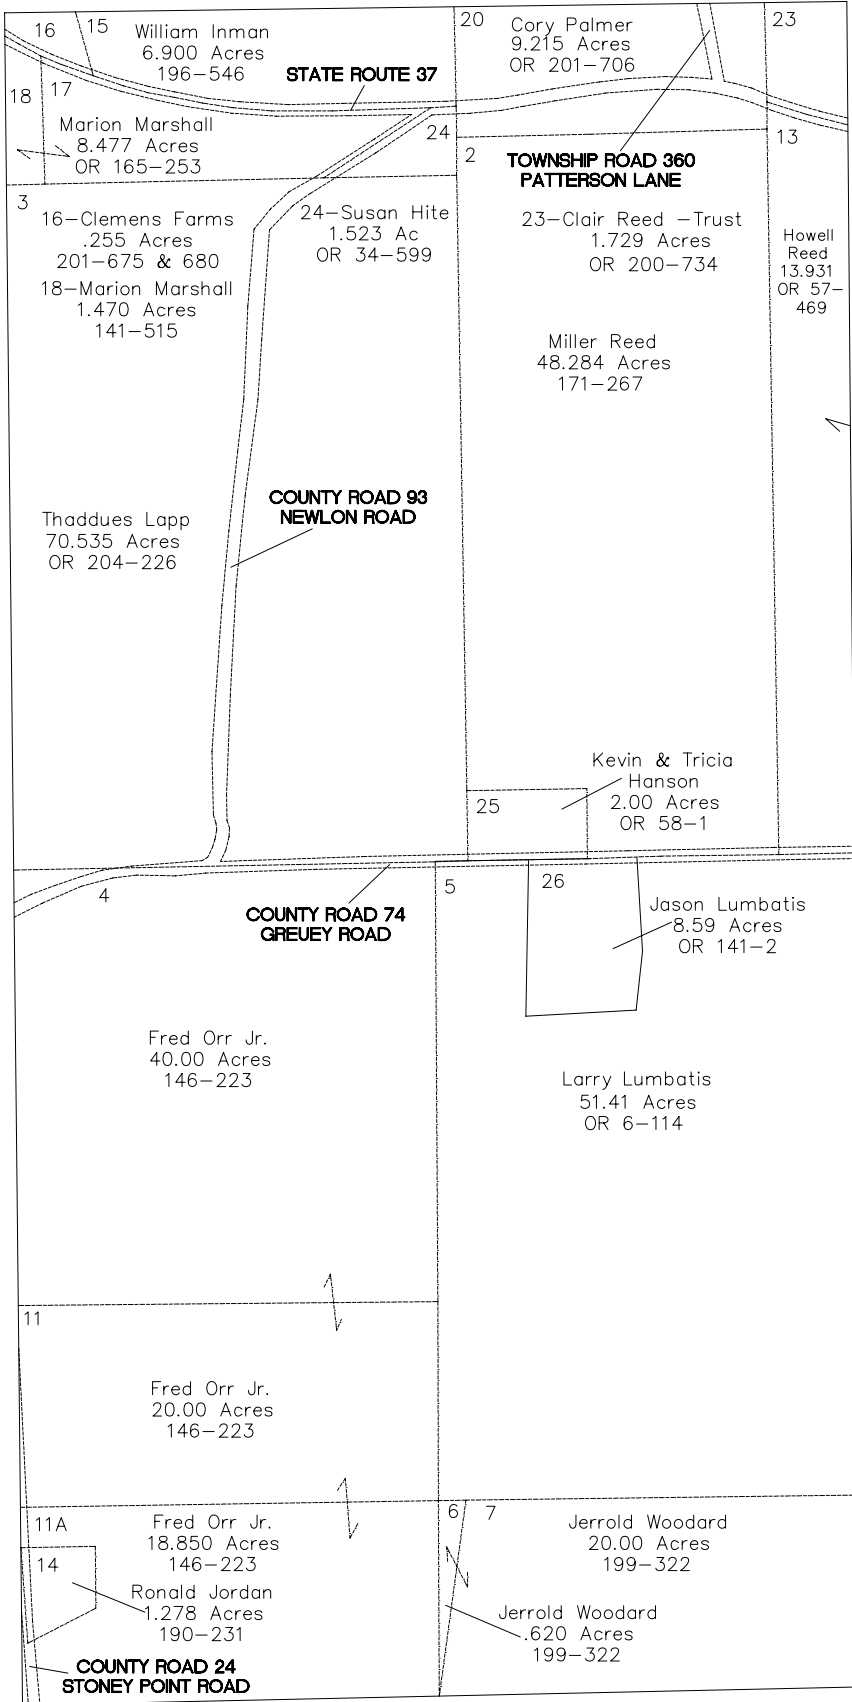 16
15
William Inman
6.900 Acres
196-546
20
Cory Palmer
9.215 Acres
OR 201-706
23
STATE ROUTE 37
18
17
Marion Marshall
8.477 Acres
OR 165-253
24
2
TOWNSHIP ROAD 360
PATTERSON LANE
13
3
16-Clemens Farms
.255 Acres
201-675 & 680
18-Marion Marshall
1.470 Acres
141-515
24-Susan Hite
1.523 Ac
OR 34-599
23-Clair Reed -Trust
1.729 Acres
OR 200-734
Howell
Reed
13.931
OR 57-
469
Miller Reed
48.284 Acres
171-267
COUNTY ROAD 93
NEWLON ROAD
Thaddues Lapp
70.535 Acres
OR 204-226
Kevin & Tricia
Hanson
2.00 Acres
OR 58-1
25
4
COUNTY ROAD 74
GREUEY ROAD
5
26
Jason Lumbatis
8.59 Acres
OR 141-2
Fred Orr Jr.
40.00 Acres
146-223
Larry Lumbatis
51.41 Acres
OR 6-114
11
Fred Orr Jr.
20.00 Acres
146-223
11A
Fred Orr Jr.
18.850 Acres
146-223
14
Ronald Jordan
1.278 Acres
190-231
6
7
Jerrold Woodard
20.00 Acres
199-322
Jerrold Woodard
.620 Acres
199-322
COUNTY ROAD 24
STONEY POINT ROAD